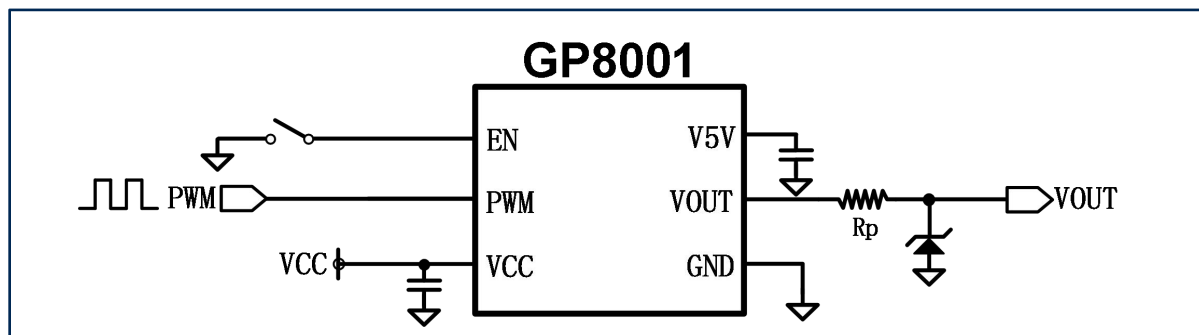 GP8001
EN
V5V
PWM
PWM
VOUT
VOUT
Rp
VCC
VCC
GND